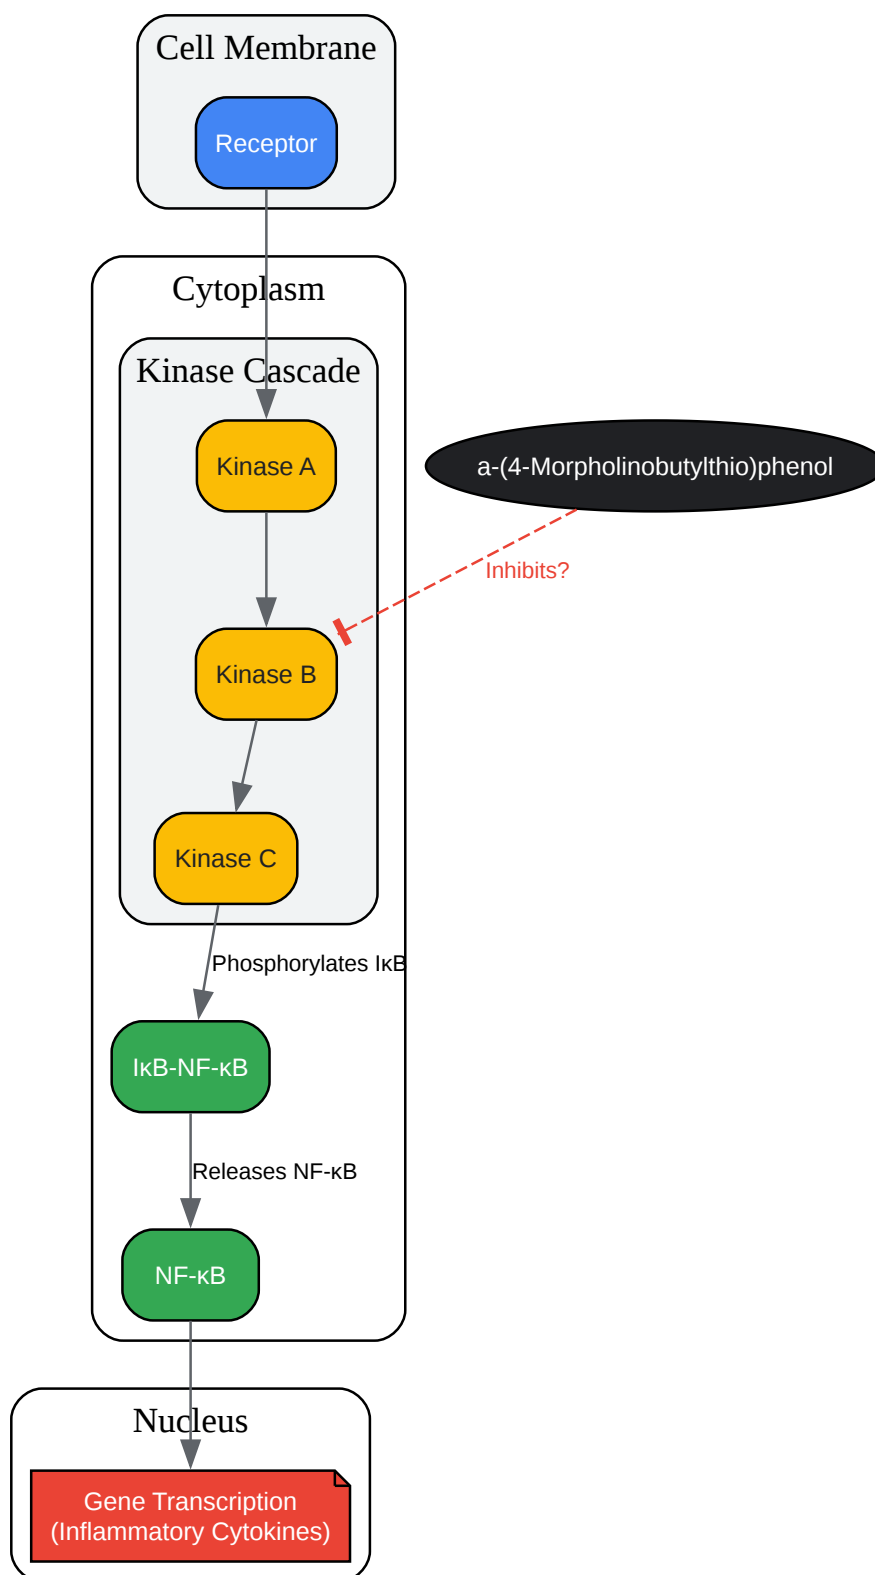 Cell Membrane
Receptor
Cytoplasm
Kinase Cascade
Kinase A
a-(4-Morpholinobutylthio)phenol
Inhibits?
Kinase B
Kinase C
Phosphorylates IκB
IκB-NF-κB
Releases NF-κB
NF-κB
Nucleus
Gene Transcription
(Inflammatory Cytokines)